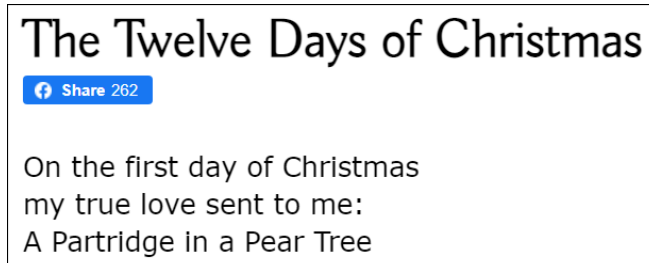 The Twelve Days of Christmas
Share 262
On the first day of Christmas
my true love sent to me:
A Partridge in a Pear Tree